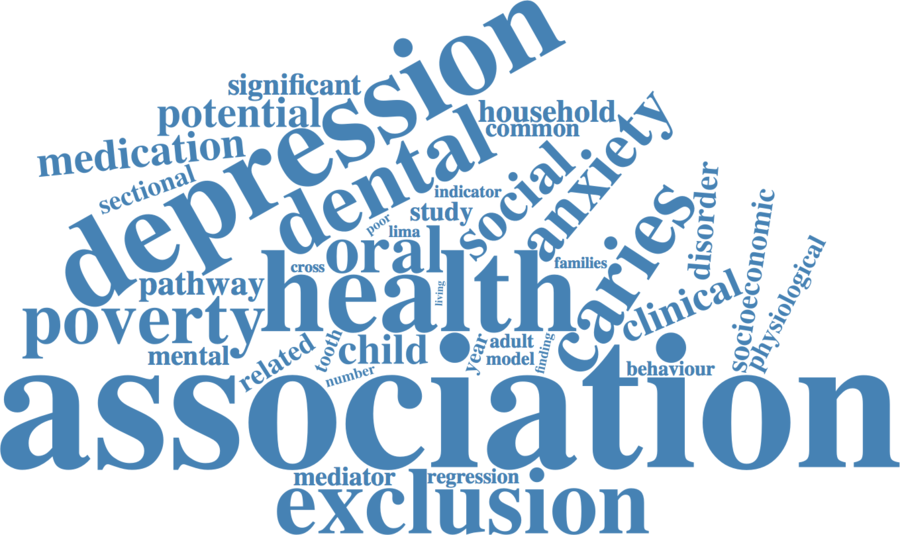 depression
significant
potential
household
common
medication
dental
anxiety
sectional
social
indicator
study
poor
lima
disorder
caries
socioeconomic
oral
health
cross
families
pathway
living
physiological
clinical
poverty
mental
related
tooth
child
year
adult
model
finding
number
behaviour
association
mediator
regression
exclusion